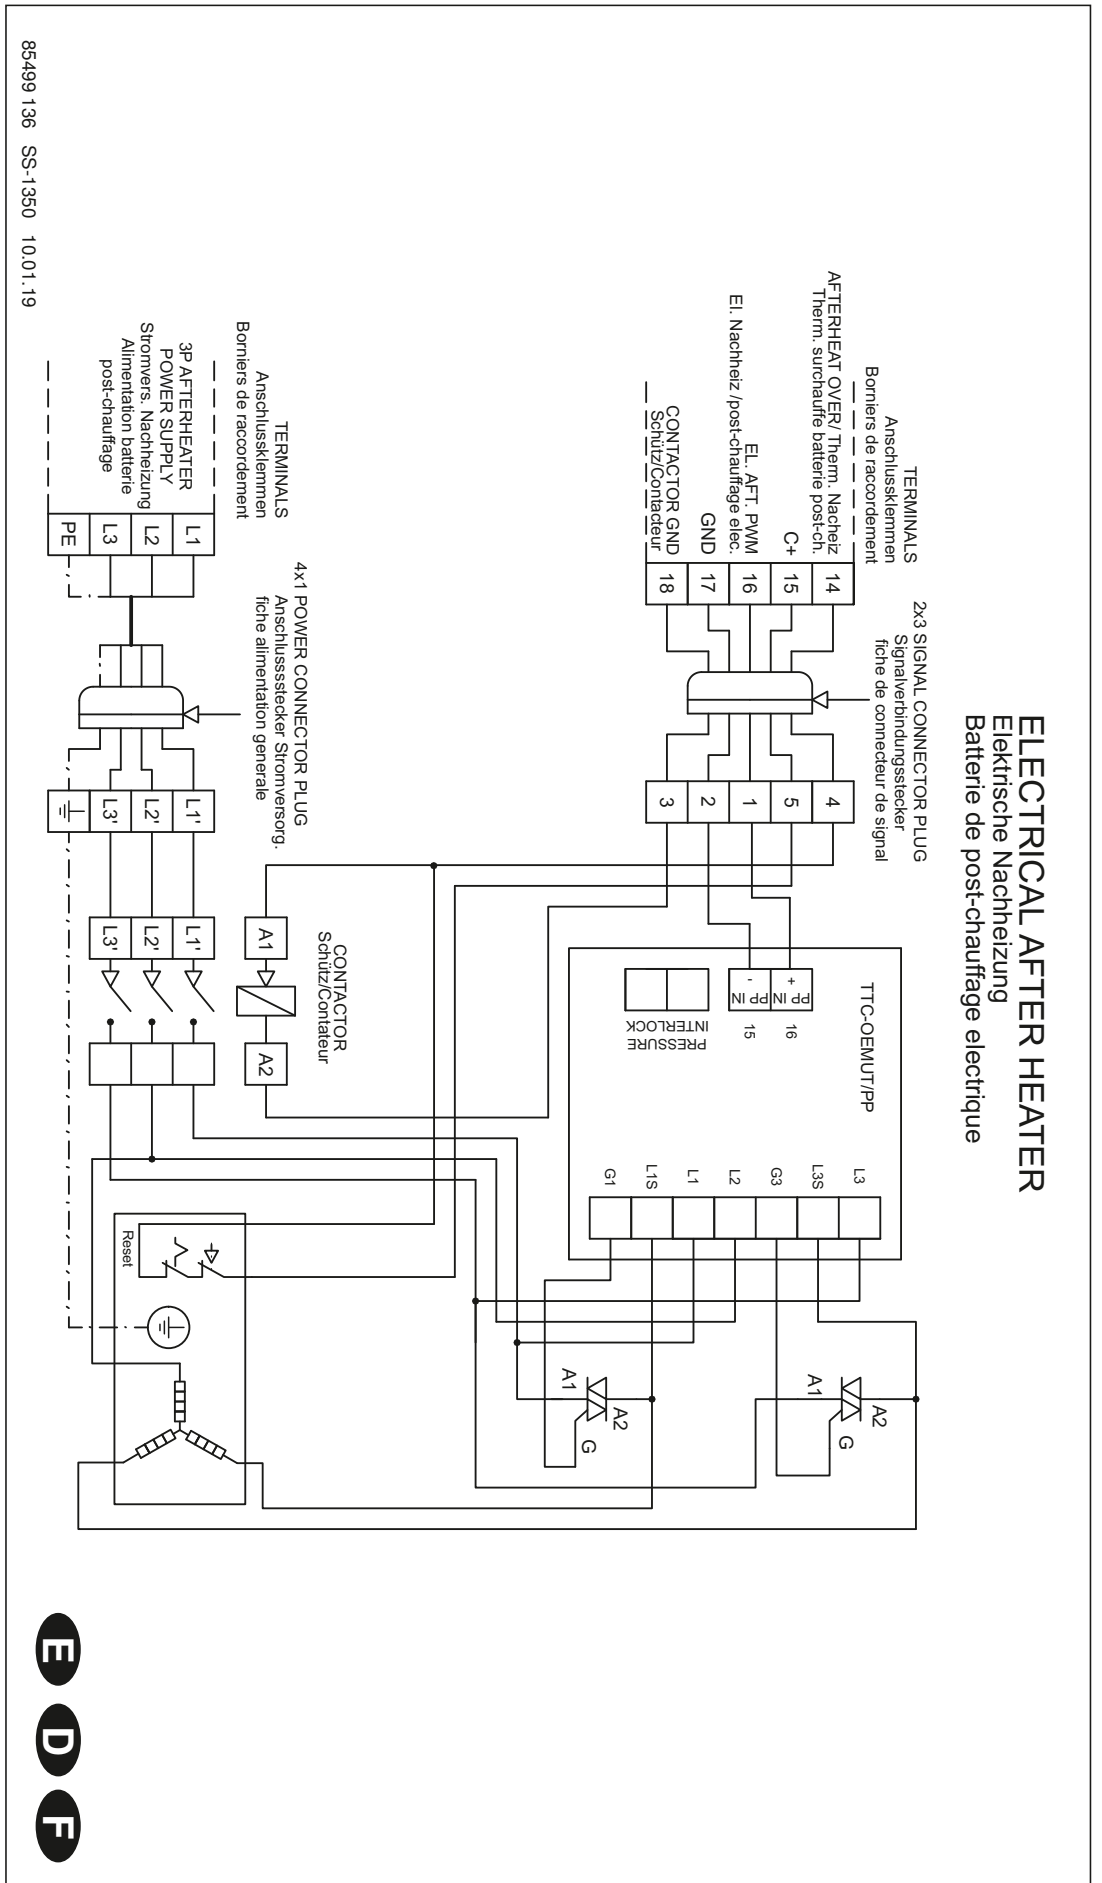 ELECTRICAL AFTER HEATER
Elektrische Nachheizung
Batterie de post-chauffage electrique
TERMINALS
Anschlussklemmen
Borniers de raccordement
2x3 SIGNAL CONNECTOR PLUG
Signalverbindungsstecker
fiche de connecteur de signal
AFTERHEAT OVER/ Therm. Nacheiz
Therm. surchauffe batterie post-ch.
C+
EL. AFT. PWM
El. Nachheiz /post-chauffage elec.
GND
CONTACTOR GND
Schütz/Contacteur
14
15
16
17
18
4
5
1
2
3
TTC-OEMUT/PP
+
PP IN
-
PP IN
16
15
PRESSURE
INTERLOCK
L3
L3S
G3
L2
L1
L1S
G1
A1
A2
G
A1
A2
G
CONTACTOR
Schütz/Contateur
A1
A2
TERMINALS
Anschlussklemmen
Borniers de raccordement
4x1 POWER CONNECTOR PLUG
Anschlussstecker Stromversorg.
fiche alimentation generale
3P AFTERHEATER
POWER SUPPLY
Stromvers. Nachheizung
Alimentation batterie
post-chauffage
L1
L2
L3
PE
L1'
L2'
L3'
L1'
L2'
L3'
Reset
85499 136 SS-1350 10.01.19
E D F